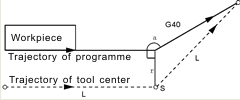 G40
Workpiece
a
Trajectory of programme
r
L
Trajectory of tool center
L
S